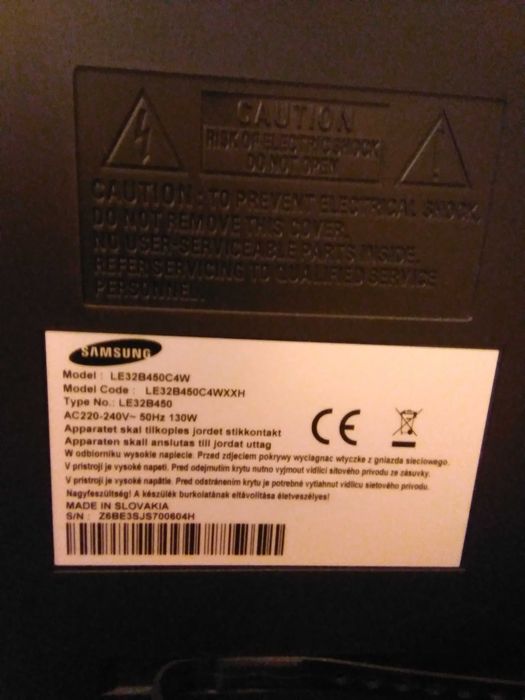 CAUTION
RISK OF ELECTRIC SHOCK
DO NOT OPEN
CAUTION : TO PREVENT ELECTRICAL SHOCK,
DO NOT REMOVE THIS COVER.
NO USER-SERVICEABLE PARTS INSIDE.
REFER SERVICING TO QUALIFIED SERVICE
PERSONNEL.
SAMSUNG
Model : LE32B450C4W
Model Code : LE32B450C4WXXH
Type No.: LE32B450
AC220-240V~ 50Hz 130W
Apparatet skal tilkoples jordet stikkontakt
Apparaten skall anslutas till jordat uttag
CE
W odbiorniku wysokie napiecie. Przed zdjeciem pokrywy wyciagnac wtyczke z gniazda sieciowego.
V prístroji je vysoké napeti. Pred odejmutím krytu nutno vyjmout vidlici sítového prívodu ze zásuvky.
V prístroji je vysoké napätie. Pred odstránením krytu je potrebné vytiahnut vidlicu sietového prívodu.
Nagyfeszültség! A készülék burkolatának eltávolítása életveszélyes!
MADE IN SLOVAKIA
S/N : Z6BE3SJS700604H